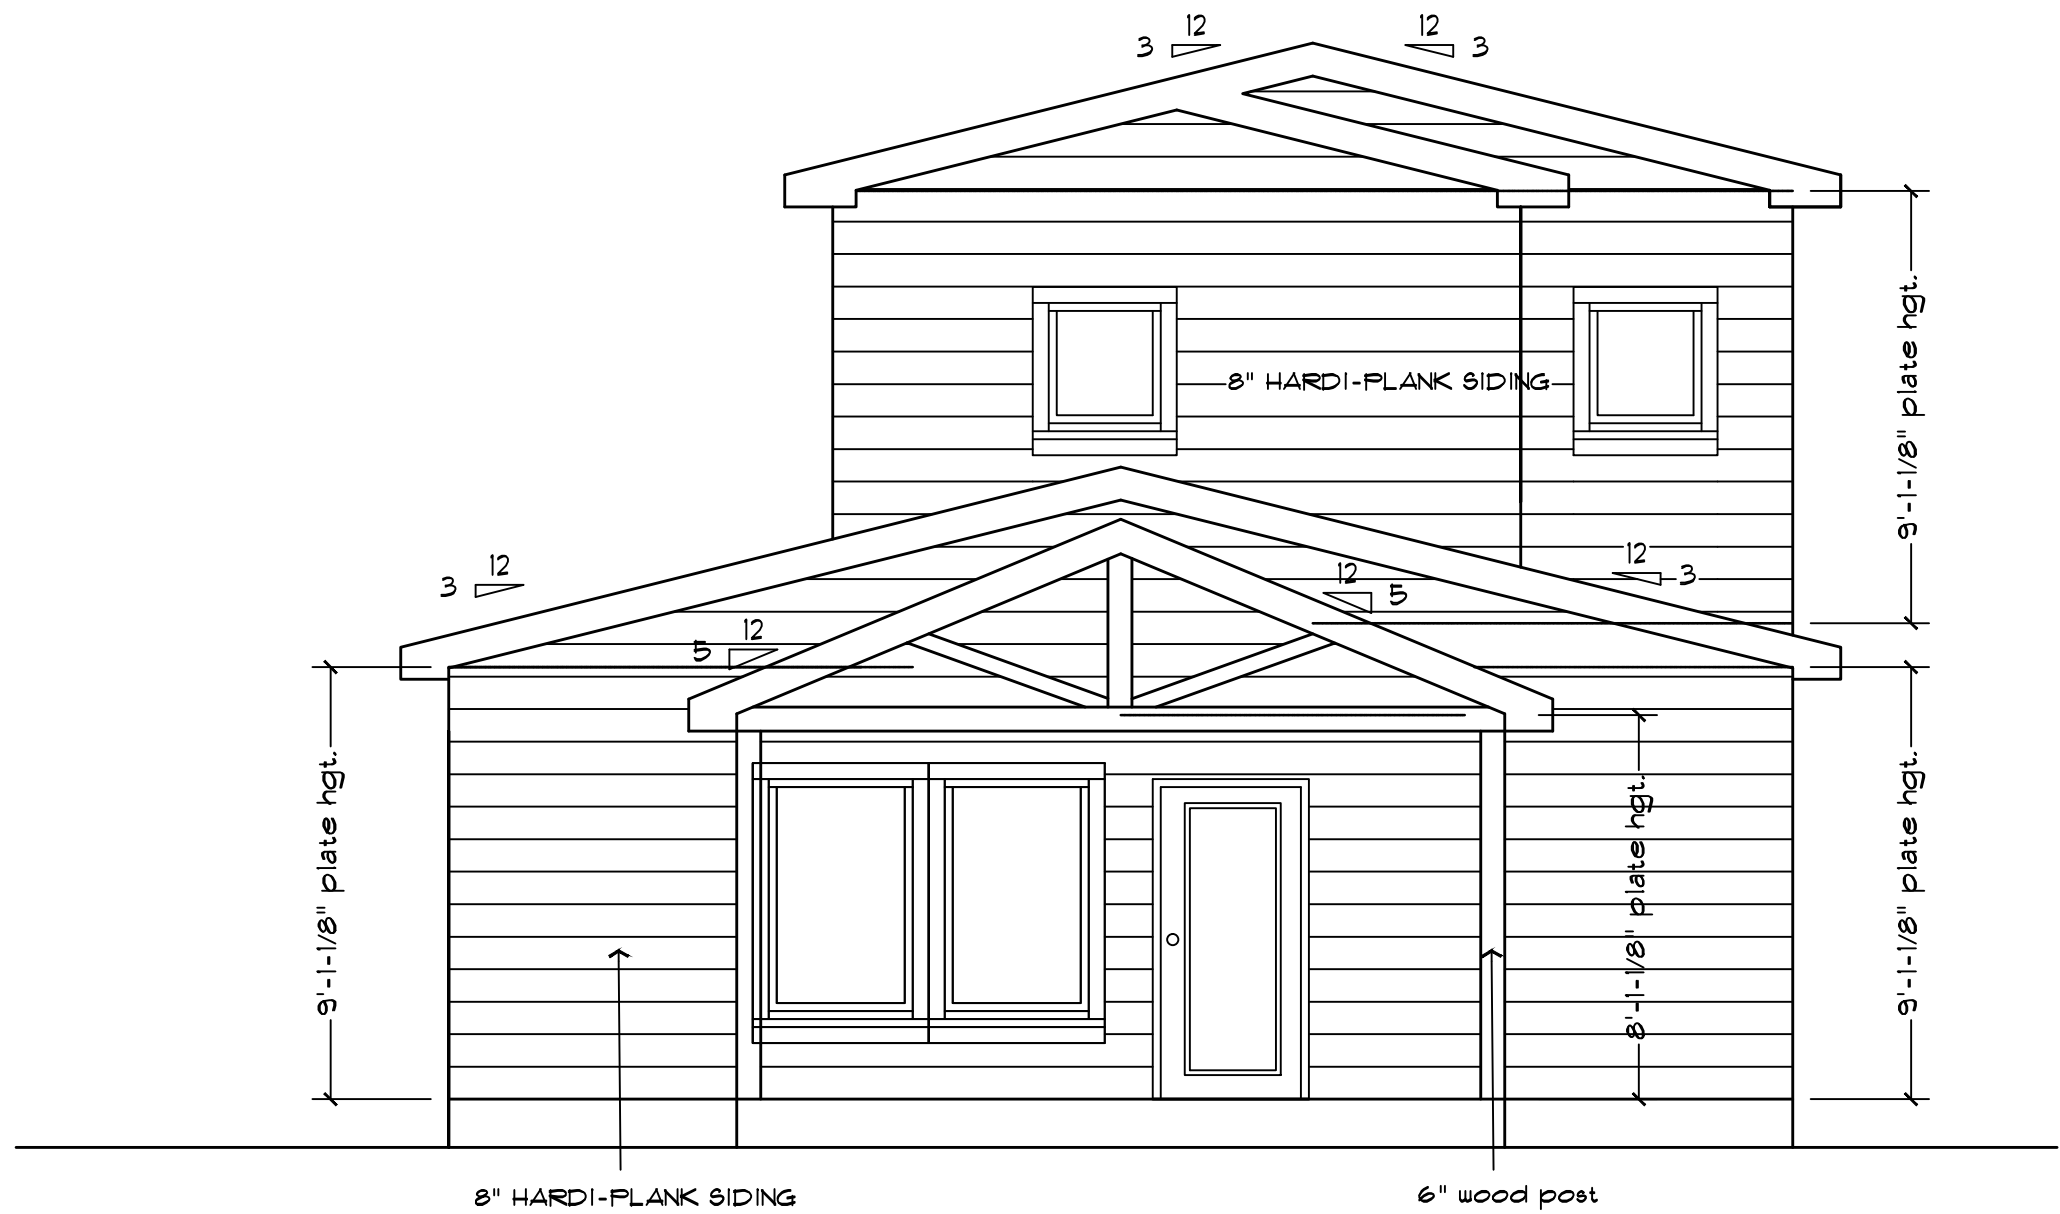 12
12
3
3
9'-1-1/8" plate hgt.
8" HARDI-PLANK SIDING
12
3
12
3
12
5
12
5
9'-1-1/8" plate hgt.
8'-1-1/8" plate hgt.
9'-1-1/8" plate hgt.
8" HARDI-PLANK SIDING
6" wood post